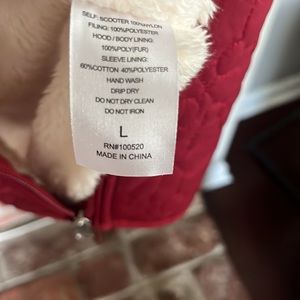 SELF: SCOOTER 100%NYLON
FILING: 100%POLYESTER
HOOD / BODY LINING:
100%POLY(FUR)
SLEEVE LINING:
60%COTTON 40%POLYESTER
HAND WASH
DRIP DRY
DO NOT DRY CLEAN
DO NOT IRON
L
RN#100520
MADE IN CHINA